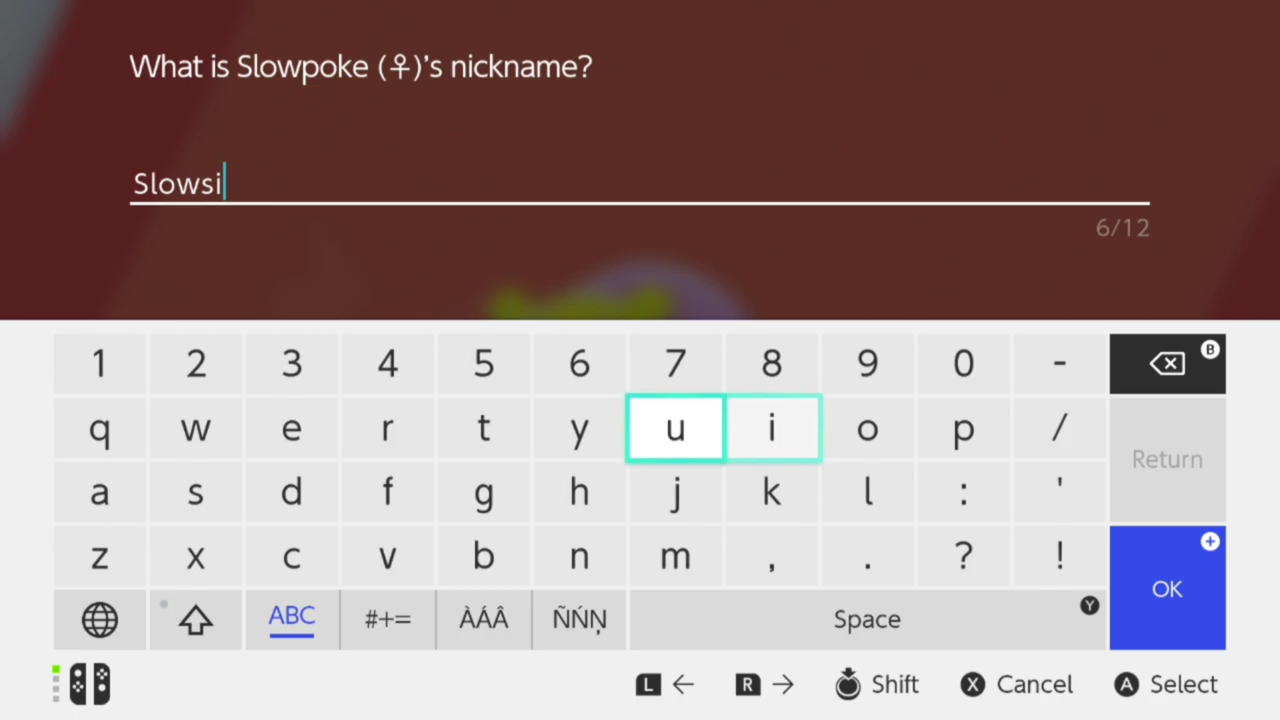 What is Slowpoke (♀)'s nickname?
Slowsi
6/12
1 2 3 4 5 6 7 8 9 0 - B
q w e r t y u i o p / Return
a s d f g h j k l : '
z x c v b n m , . ? ! +
ABC #+= ÀÁÂ ÑŃŅ Space Y OK
L ← R → Shift X Cancel A Select